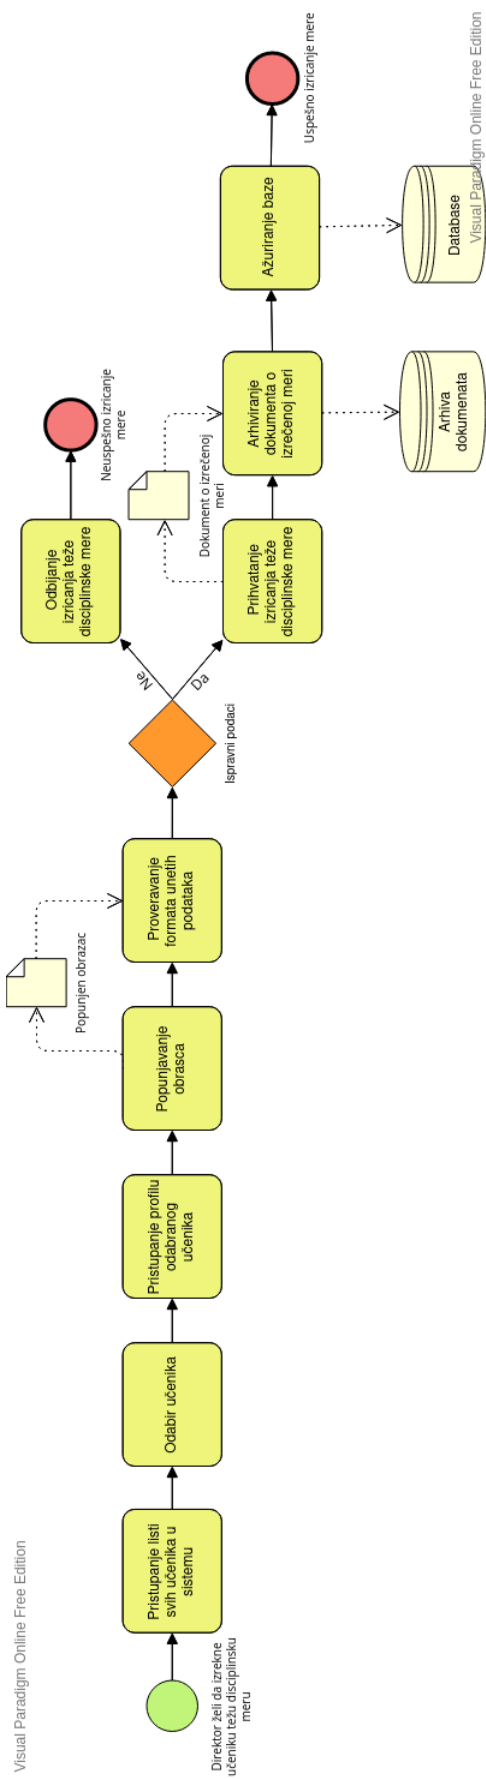 Visual Paradigm Online Free Edition
Direktor želi da izrekne
učeniku težu disciplinsku
meru
Pristupanje listi
svih učenika u
sistemu
Odabir učenika
Pristupanje profilu
odabranog
učenika
Popunjavanje
obrasca
Popunjen obrazac
Proveravanje
formata unetih
podataka
Ispravni podaci
Ne
Da
Odbijanje
izricanja teže
disciplinske mere
Neuspešno izricanje
mere
Prihvatanje
izricanja teže
disciplinske mere
Dokument o izrečenoj
meri
Arhiviranje
dokumenta o
izrečenoj meri
Arhiva
dokumenata
Ažuriranje baze
Database
Uspešno izricanje mere
Visual Paradigm Online Free Edition